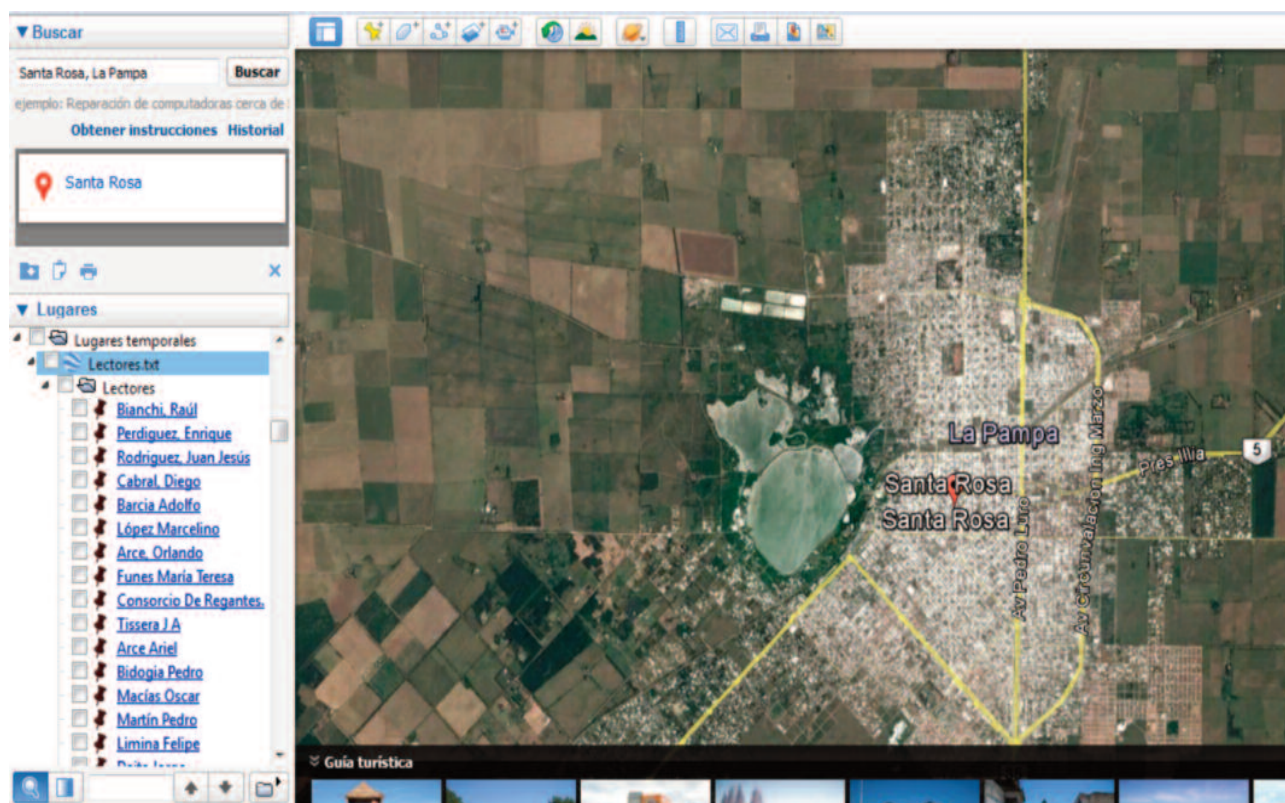 Buscar
Santa Rosa, La Pampa
Buscar
ejemplo: Reparación de computadoras cerca de
Obtener instrucciones Historial
Santa Rosa
Lugares
Lugares temporales
Lectores.txt
Lectores
Bianchi, Raúl
Perdiguez, Enrique
Rodriguez, Juan Jesús
Cabral, Diego
Barcia Adolfo
López Marcelino
Arce, Orlando
Funes María Teresa
Consorcio De Regantes.
Tissera J A
Arce Ariel
Bidogia Pedro
Macías Oscar
Martín Pedro
Limina Felipe
La Pampa
Santa Rosa
Santa Rosa
Av Pedro Luro
Av Circunvalacion Ing Marzo
Pres Illia
5
Guía turística